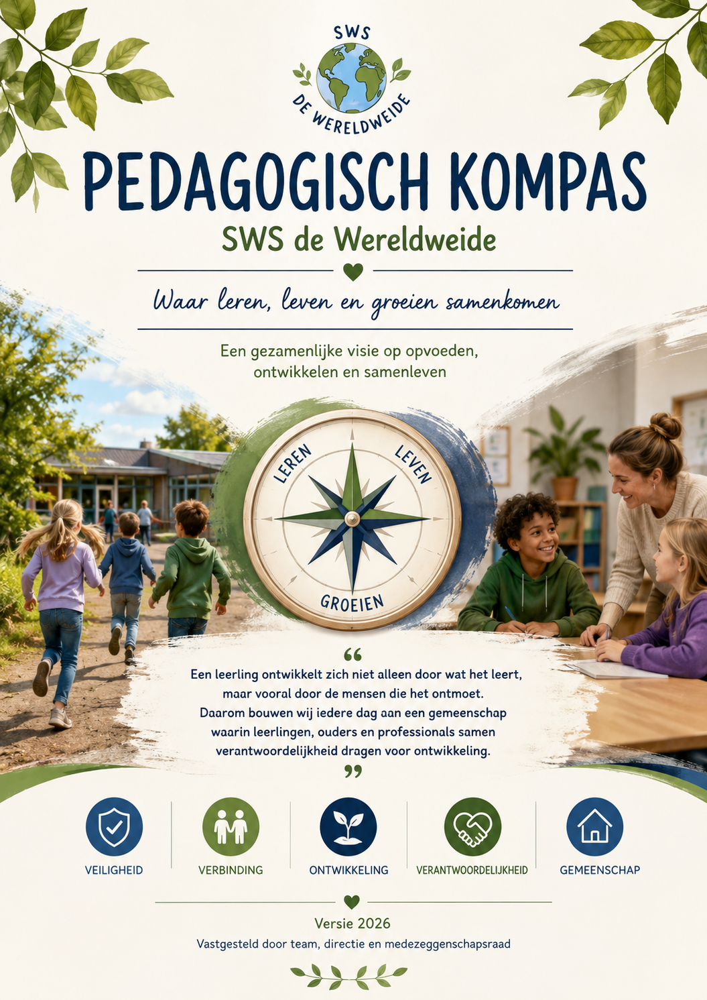 SWS
DE WERELDWEIDE
PEDAGOGISCH KOMPAS
SWS de Wereldweide
Waar leren, leven en groeien samenkomen
Een gezamenlijke visie op opvoeden,
ontwikkelen en samenleven
LEREN
LEVEN
GROEIEN
“
Een leerling ontwikkelt zich niet alleen door wat het leert,
maar vooral door de mensen die het ontmoet.
Daarom bouwen wij iedere dag aan een gemeenschap
waarin leerlingen, ouders en professionals samen
verantwoordelijkheid dragen voor ontwikkeling.
”
VEILIGHEID
VERBINDING
ONTWIKKELING
VERANTWOORDELIJKHEID
GEMEENSCHAP
Versie 2026
Vastgesteld door team, directie en medezeggenschapsraad